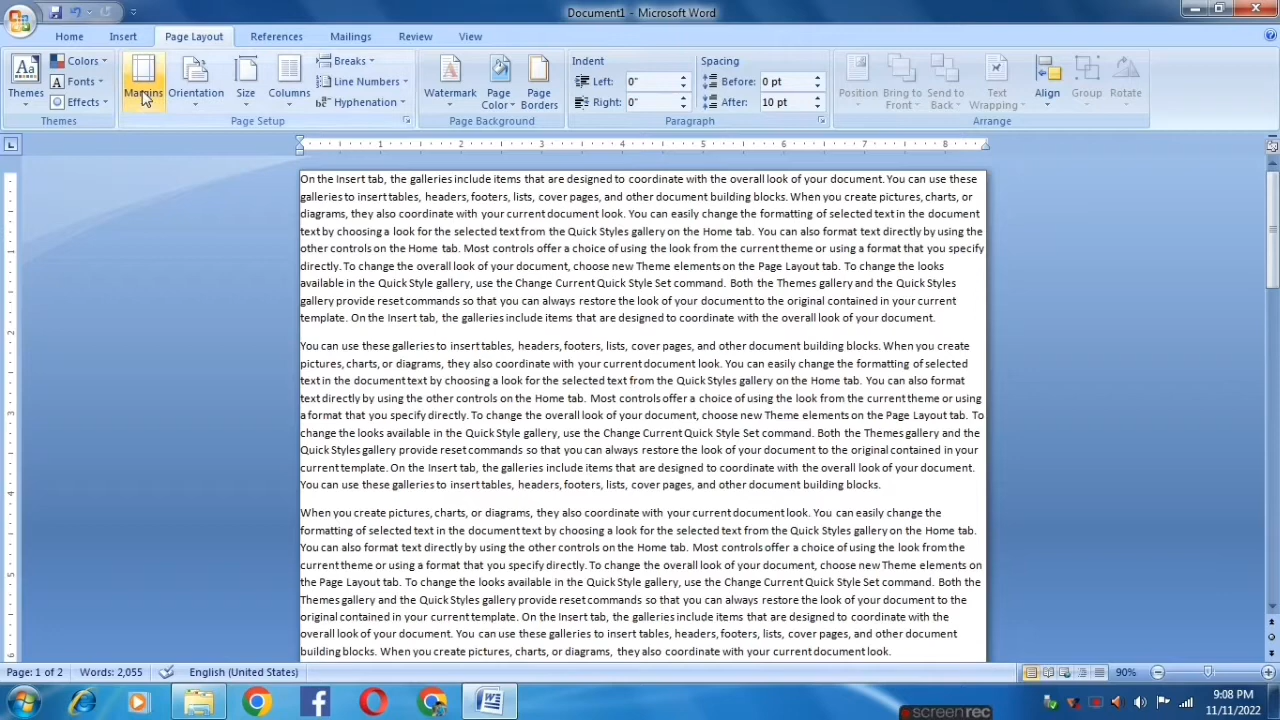 Document1 - Microsoft Word
Home Insert Page Layout References Mailings Review View
Themes
Colors
Fonts
Effects
Themes
Margins
Orientation
Size
Columns
Breaks
Line Numbers
Hyphenation
Page Setup
Watermark
Page Color
Page Borders
Page Background
Indent
Left: 0"
Right: 0"
Spacing
Before: 0 pt
After: 10 pt
Paragraph
Position
Bring to Front
Send to Back
Text Wrapping
Align
Group
Rotate
Arrange
1 2 3 4 5 6 7 8
On the Insert tab, the galleries include items that are designed to coordinate with the overall look of your document. You can use these
galleries to insert tables, headers, footers, lists, cover pages, and other document building blocks. When you create pictures, charts, or
diagrams, they also coordinate with your current document look. You can easily change the formatting of selected text in the document
text by choosing a look for the selected text from the Quick Styles gallery on the Home tab. You can also format text directly by using the
other controls on the Home tab. Most controls offer a choice of using the look from the current theme or using a format that you specify
directly. To change the overall look of your document, choose new Theme elements on the Page Layout tab. To change the looks
available in the Quick Style gallery, use the Change Current Quick Style Set command. Both the Themes gallery and the Quick Styles
gallery provide reset commands so that you can always restore the look of your document to the original contained in your current
template. On the Insert tab, the galleries include items that are designed to coordinate with the overall look of your document.
You can use these galleries to insert tables, headers, footers, lists, cover pages, and other document building blocks. When you create
pictures, charts, or diagrams, they also coordinate with your current document look. You can easily change the formatting of selected
text in the document text by choosing a look for the selected text from the Quick Styles gallery on the Home tab. You can also format
text directly by using the other controls on the Home tab. Most controls offer a choice of using the look from the current theme or using
a format that you specify directly. To change the overall look of your document, choose new Theme elements on the Page Layout tab. To
change the looks available in the Quick Style gallery, use the Change Current Quick Style Set command. Both the Themes gallery and the
Quick Styles gallery provide reset commands so that you can always restore the look of your document to the original contained in your
current template. On the Insert tab, the galleries include items that are designed to coordinate with the overall look of your document.
You can use these galleries to insert tables, headers, footers, lists, cover pages, and other document building blocks.
When you create pictures, charts, or diagrams, they also coordinate with your current document look. You can easily change the
formatting of selected text in the document text by choosing a look for the selected text from the Quick Styles gallery on the Home tab.
You can also format text directly by using the other controls on the Home tab. Most controls offer a choice of using the look from the
current theme or using a format that you specify directly. To change the overall look of your document, choose new Theme elements on
the Page Layout tab. To change the looks available in the Quick Style gallery, use the Change Current Quick Style Set command. Both the
Themes gallery and the Quick Styles gallery provide reset commands so that you can always restore the look of your document to the
original contained in your current template. On the Insert tab, the galleries include items that are designed to coordinate with the
overall look of your document. You can use these galleries to insert tables, headers, footers, lists, cover pages, and other document
building blocks. When you create pictures, charts, or diagrams, they also coordinate with your current document look.
Page: 1 of 2 Words: 2,055 English (United States) 90%
9:08 PM
11/11/2022
screenrec